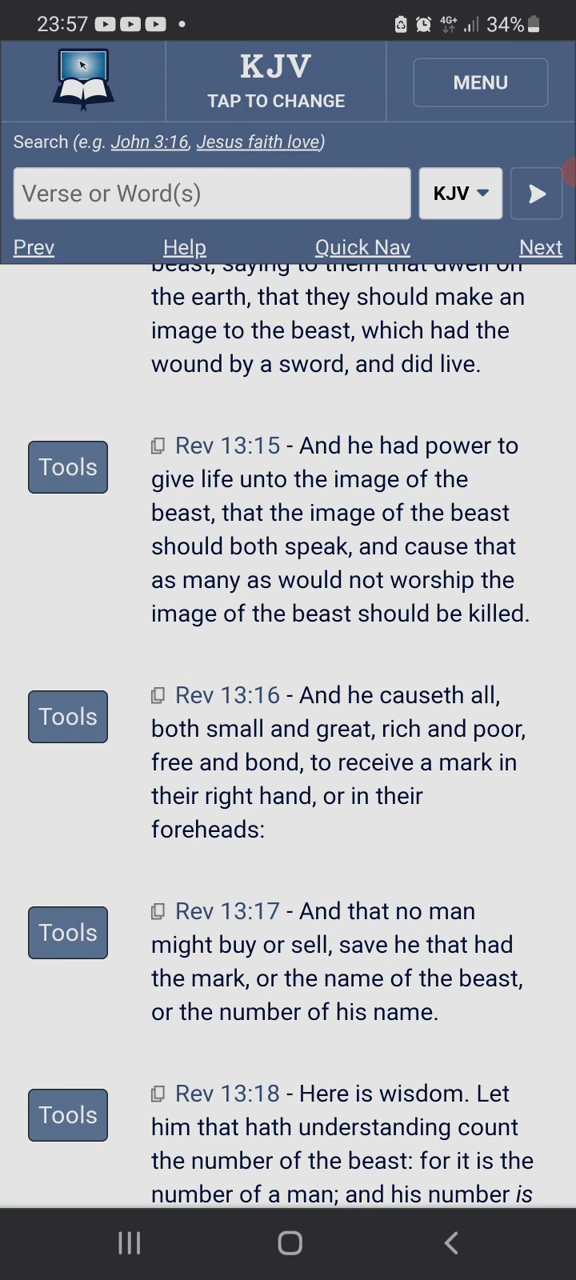 23:57
4G+ 34%
KJV
TAP TO CHANGE
MENU
Search (e.g. John 3:16, Jesus faith love)
Verse or Word(s)
KJV
Prev Help Quick Nav Next
beast, saying to them that dwell on
the earth, that they should make an
image to the beast, which had the
wound by a sword, and did live.
Tools
Rev 13:15 - And he had power to
give life unto the image of the
beast, that the image of the beast
should both speak, and cause that
as many as would not worship the
image of the beast should be killed.
Tools
Rev 13:16 - And he causeth all,
both small and great, rich and poor,
free and bond, to receive a mark in
their right hand, or in their
foreheads:
Tools
Rev 13:17 - And that no man
might buy or sell, save he that had
the mark, or the name of the beast,
or the number of his name.
Tools
Rev 13:18 - Here is wisdom. Let
him that hath understanding count
the number of the beast: for it is the
number of a man; and his number is